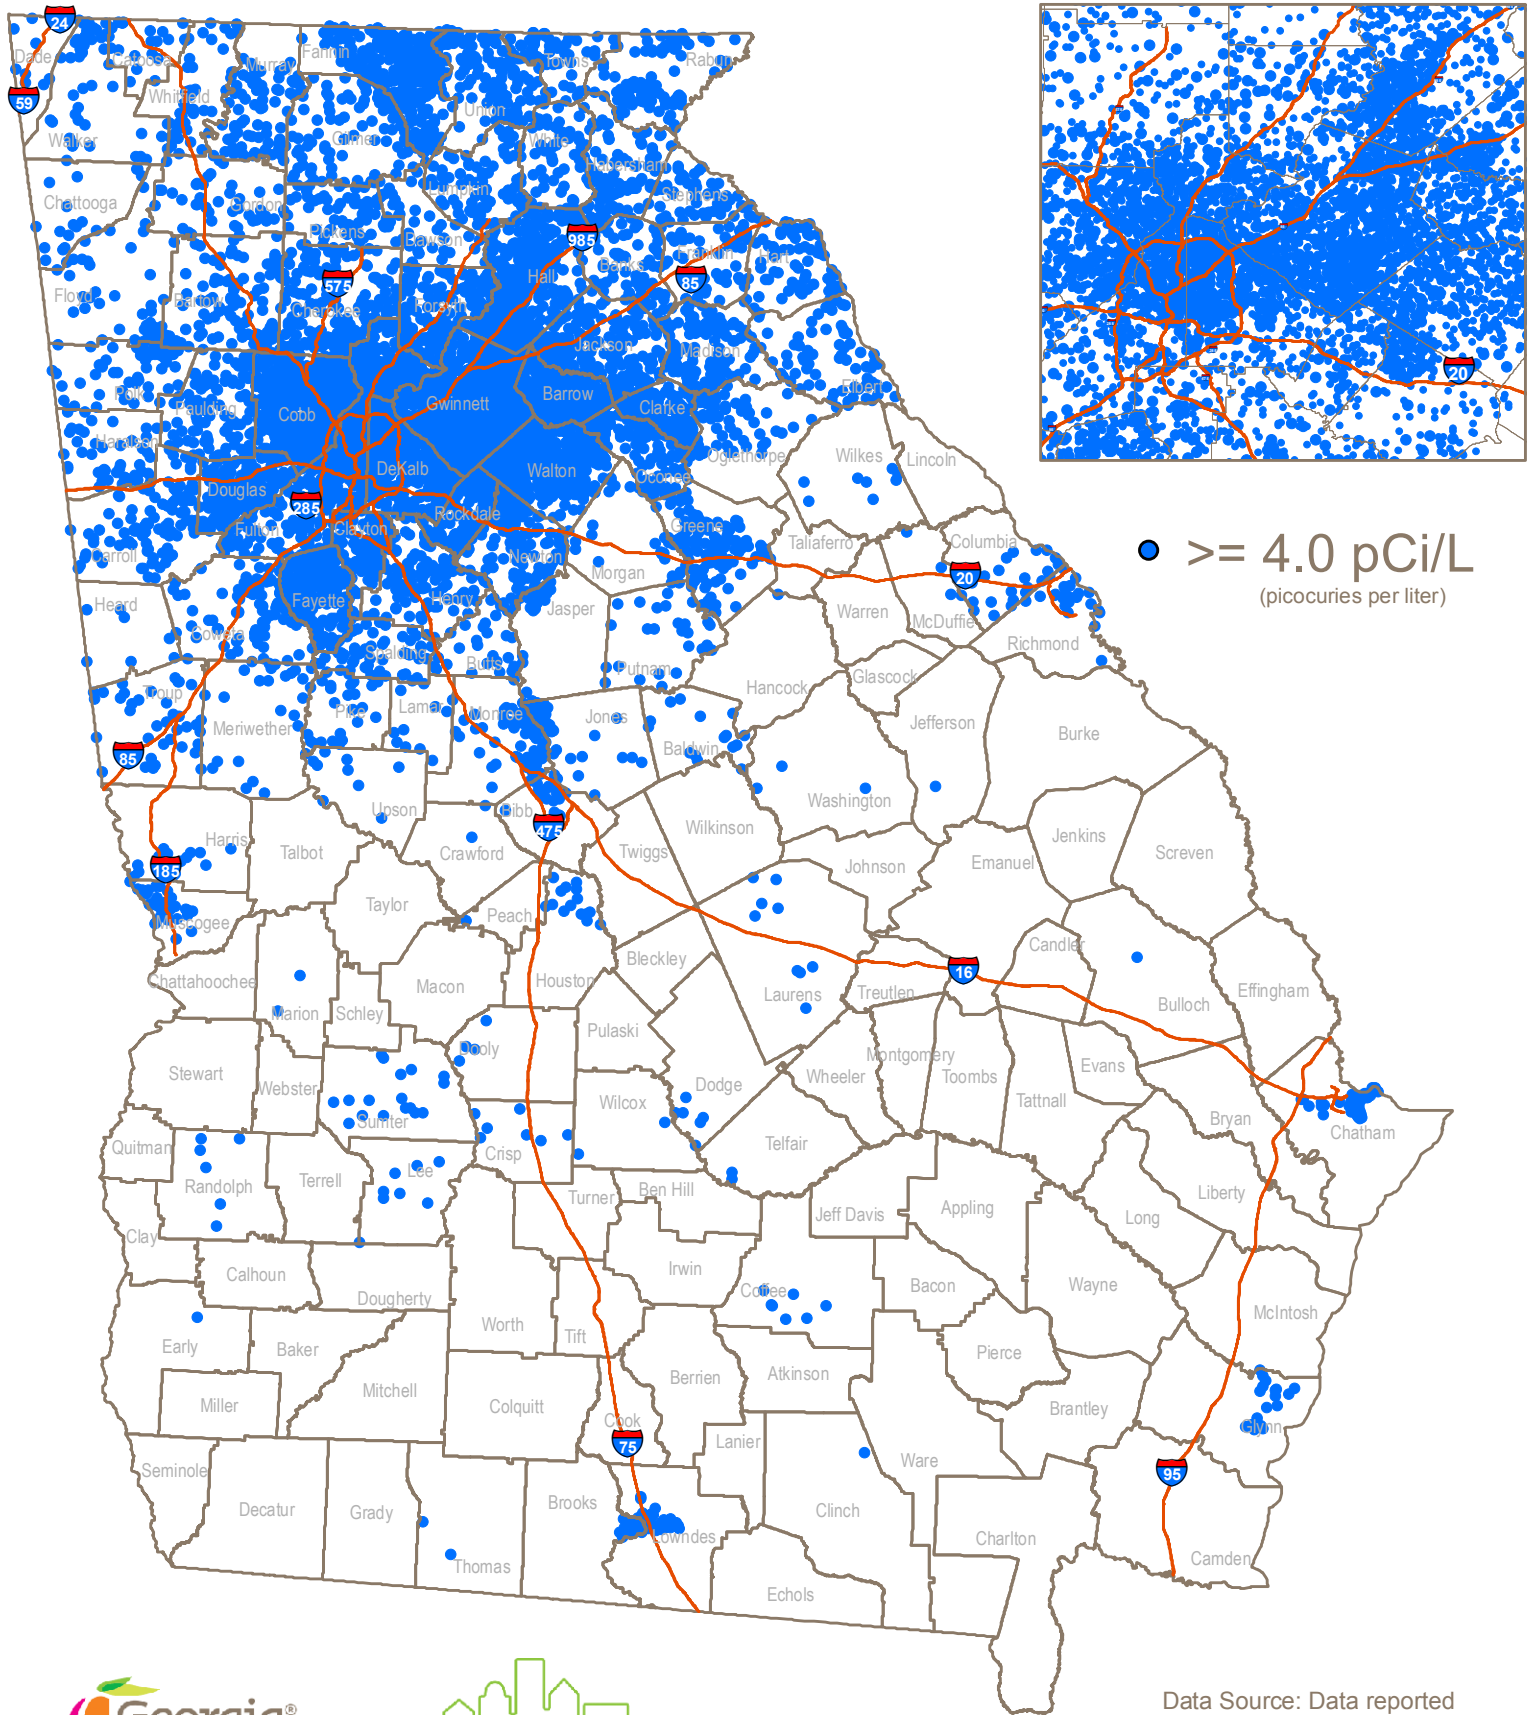 24
59
Dade
Catoosa
Whitfield
Walker
Murray
Fannin
Towns
Rabun
Union
Gilmer
White
Habersham
Chattooga
Gordon
Lumpkin
Stephens
Pickens
Dawson
985
Hall
Banks
Franklin
Hart
85
Floyd
Bartow
575
Cherokee
Forsyth
Jackson
Madison
Elbert
Polk
Paulding
Cobb
Gwinnett
Barrow
Clarke
Haralson
Douglas
DeKalb
Walton
Oconee
Oglethorpe
Wilkes
Lincoln
285
Fulton
Clayton
Rockdale
Greene
Taliaferro
Columbia
20
Carroll
Newton
Morgan
Heard
Fayette
Henry
Jasper
Warren
McDuffie
Richmond
Coweta
Spalding
Butts
Putnam
Hancock
Glascock
Troup
Meriwether
Pike
Lamar
Monroe
Jones
Baldwin
Jefferson
Burke
85
Upson
Bibb
475
Washington
Wilkinson
Jenkins
Screven
Harris
Talbot
Crawford
Twiggs
Johnson
Emanuel
185
Muscogee
Taylor
Peach
Bleckley
Candler
Chattahoochee
Marion
Schley
Macon
Houston
Laurens
Treutlen
16
Bulloch
Effingham
Pulaski
Stewart
Webster
Dooly
Dodge
Wheeler
Montgomery
Toombs
Evans
Tattnall
Bryan
Chatham
Sumter
Wilcox
Quitman
Crisp
Telfair
Randolph
Terrell
Lee
Turner
Ben Hill
Jeff Davis
Appling
Long
Liberty
Clay
Calhoun
Dougherty
Irwin
Coffee
Bacon
Wayne
McIntosh
Early
Baker
Worth
Tift
Pierce
Miller
Mitchell
Colquitt
Berrien
Atkinson
Brantley
Glynn
Cook
75
Lanier
Ware
95
Seminole
Decatur
Grady
Brooks
Lowndes
Clinch
Charlton
Camden
Thomas
Echols
20
>= 4.0 pCi/L
(picocuries per liter)
Georgia®
Data Source: Data reported